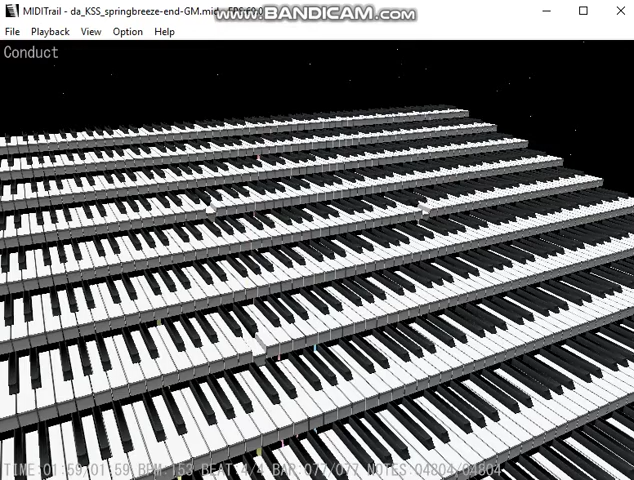 MIDITrail - da_KSS_springbreeze-end-GM.mid - FPS:60.0
www.BANDICAM.com
File Playback View Option Help
Conduct
TIME:01:59/01:59 BPM:153 BEAT:4/4 BAR:077/077 NOTES:04804/04804